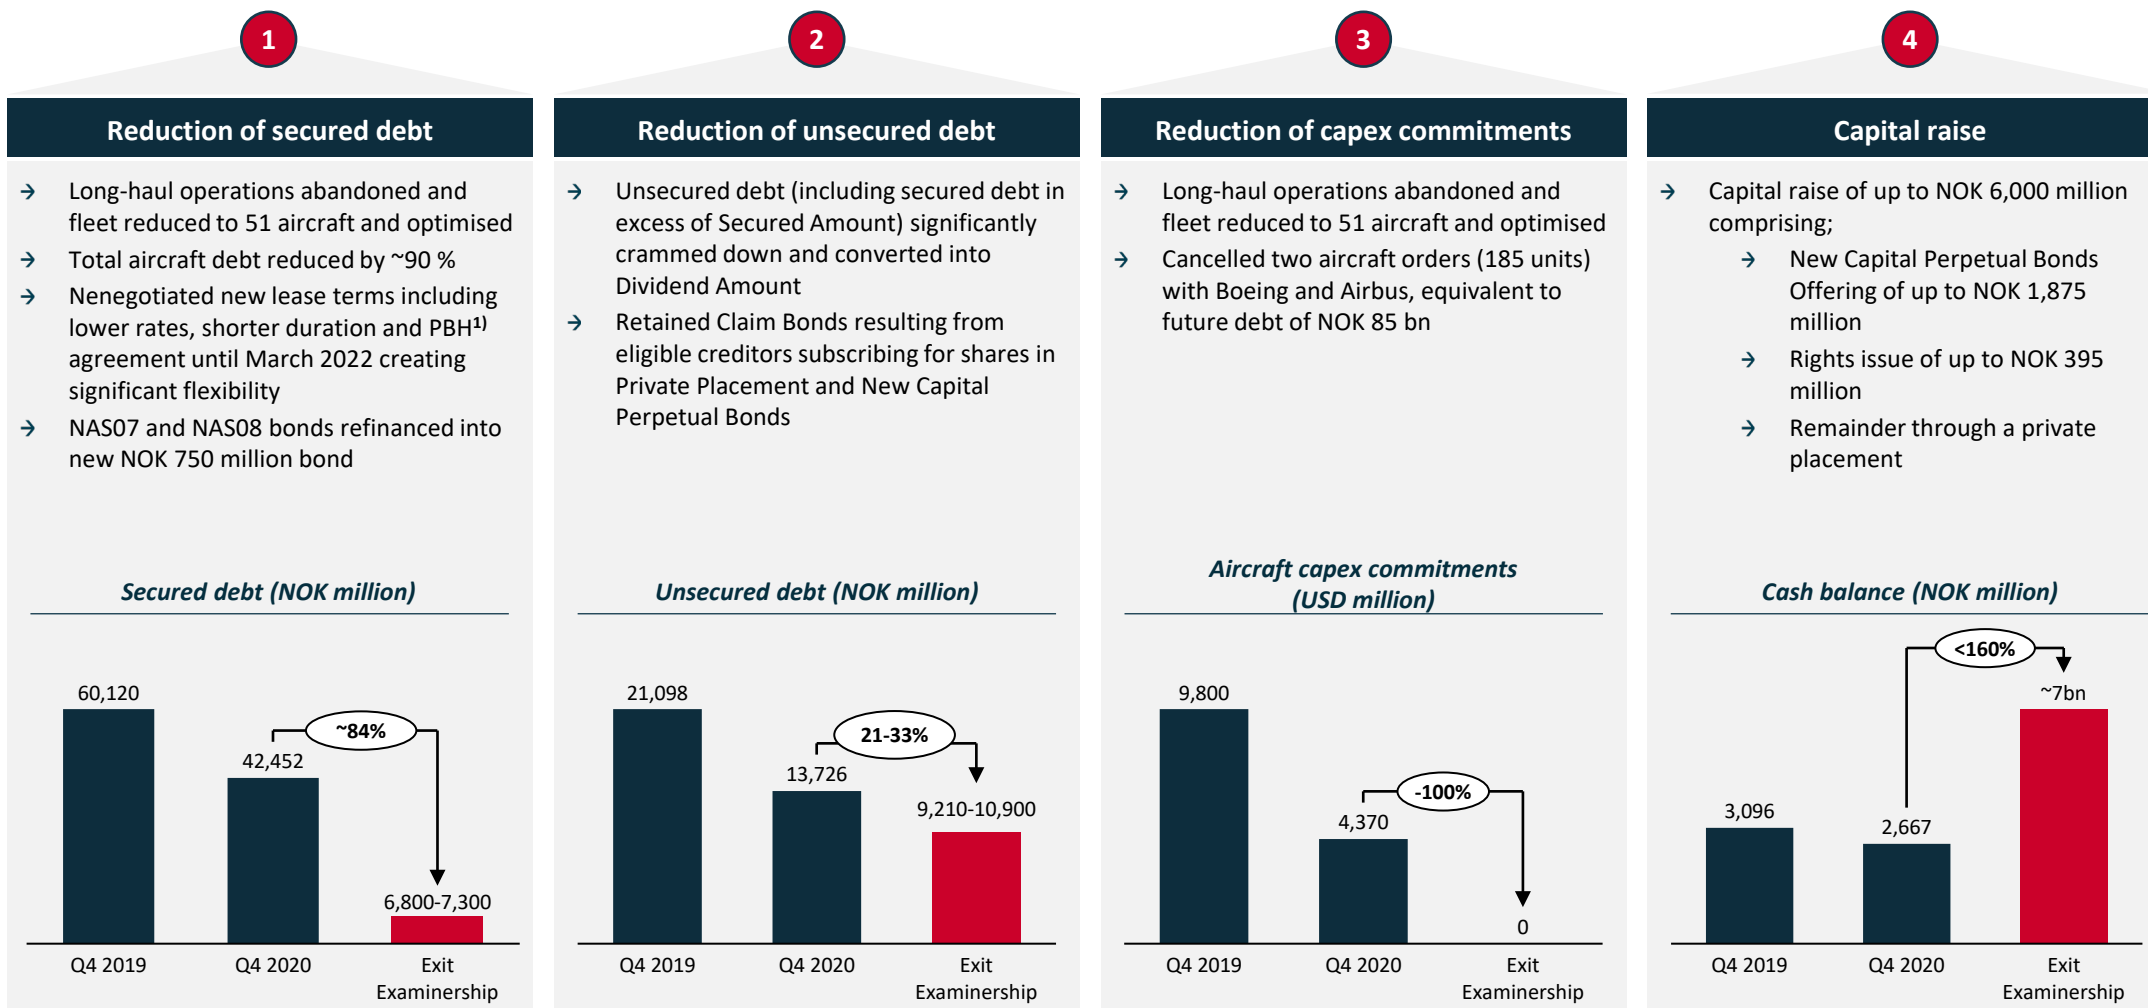 1
Reduction of secured debt
→ Long-haul operations abandoned and
fleet reduced to 51 aircraft and optimised
→ Total aircraft debt reduced by ~90 %
→ Nenegotiated new lease terms including
lower rates, shorter duration and PBH1)
agreement until March 2022 creating
significant flexibility
→ NAS07 and NAS08 bonds refinanced into
new NOK 750 million bond
Secured debt (NOK million)
60,120
~84%
42,452
6,800-7,300
Q4 2019
Q4 2020
Exit
Examinership
2
Reduction of unsecured debt
→ Unsecured debt (including secured debt in
excess of Secured Amount) significantly
crammed down and converted into
Dividend Amount
→ Retained Claim Bonds resulting from
eligible creditors subscribing for shares in
Private Placement and New Capital
Perpetual Bonds
Unsecured debt (NOK million)
21,098
21-33%
13,726
9,210-10,900
Q4 2019
Q4 2020
Exit
Examinership
3
Reduction of capex commitments
→ Long-haul operations abandoned and
fleet reduced to 51 aircraft and optimised
→ Cancelled two aircraft orders (185 units)
with Boeing and Airbus, equivalent to
future debt of NOK 85 bn
Aircraft capex commitments
(USD million)
9,800
-100%
4,370
0
Q4 2019
Q4 2020
Exit
Examinership
4
Capital raise
→ Capital raise of up to NOK 6,000 million
comprising;
→ New Capital Perpetual Bonds
Offering of up to NOK 1,875
million
→ Rights issue of up to NOK 395
million
→ Remainder through a private
placement
Cash balance (NOK million)
<160%
~7bn
3,096
2,667
Q4 2019
Q4 2020
Exit
Examinership